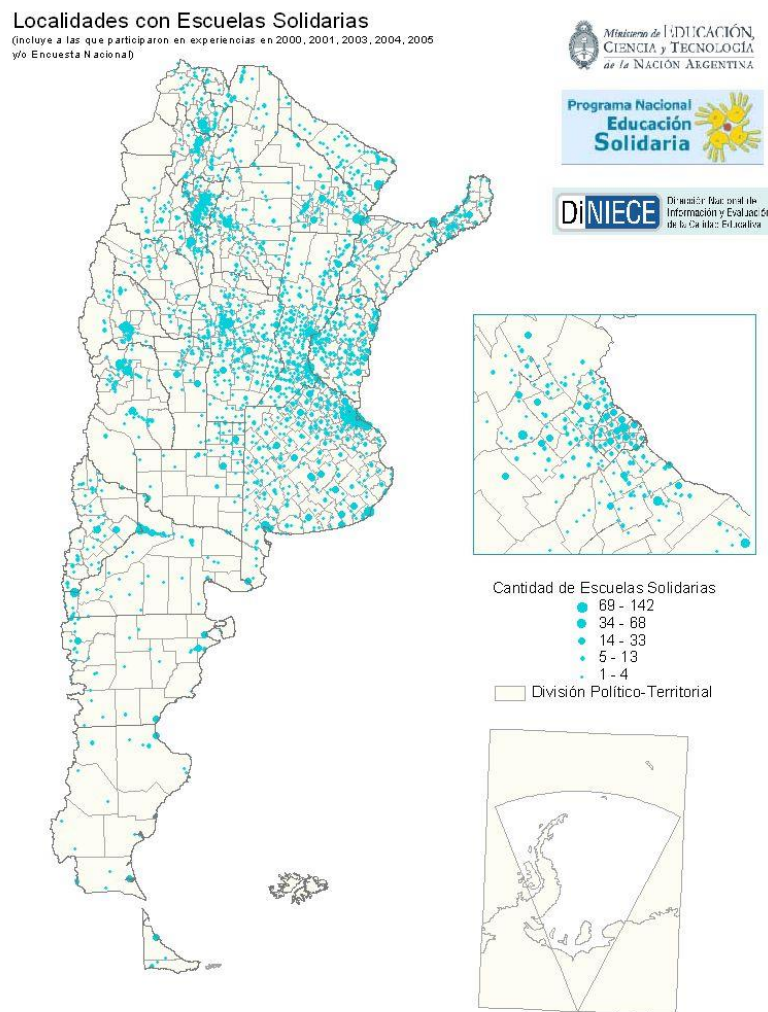 Localidades con Escuelas Solidarias
(incluye a las que participaron en experiencias en 2000, 2001, 2003, 2004, 2005
y/o Encuesta Nacional)
Ministerio de EDUCACIÓN,
CIENCIA y TECNOLOGÍA
de la NACIÓN ARGENTINA
Programa Nacional
Educación
Solidaria
DiNIECE
Dirección Nacional de
Información y Evaluación
de la Calidad Educativa
Cantidad de Escuelas Solidarias
69 - 142
34 - 68
14 - 33
5 - 13
1 - 4
División Político-Territorial